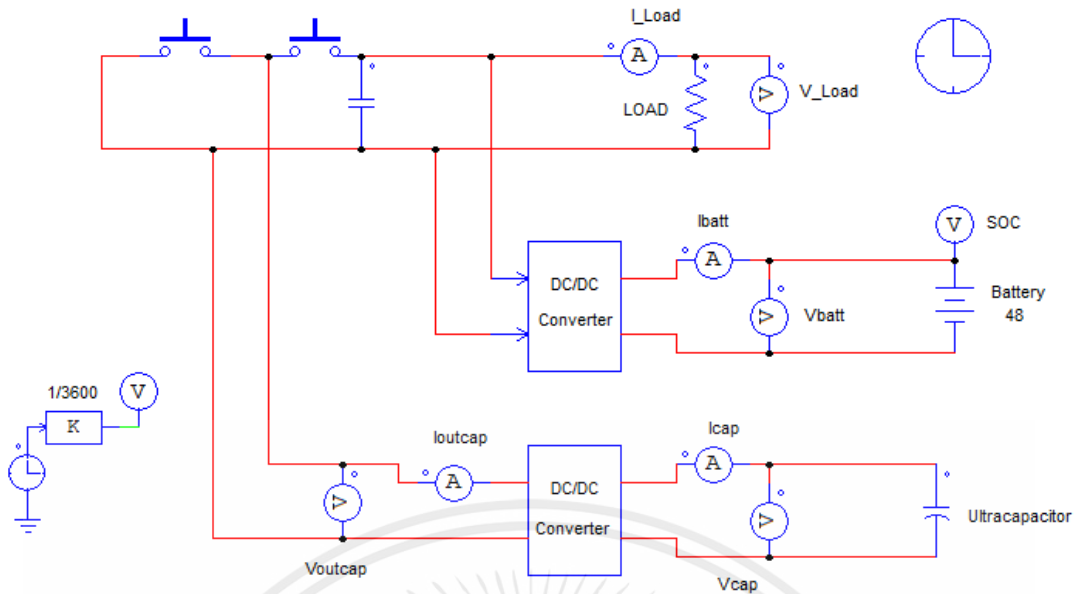 I_Load
A
LOAD
V
V_Load
Ibatt
A
V
SOC
DC/DC
Converter
V
Vbatt
Battery
48
1/3600
V
K
Ioutcap
A
V
Voutcap
DC/DC
Converter
Icap
A
V
Vcap
Ultracapacitor